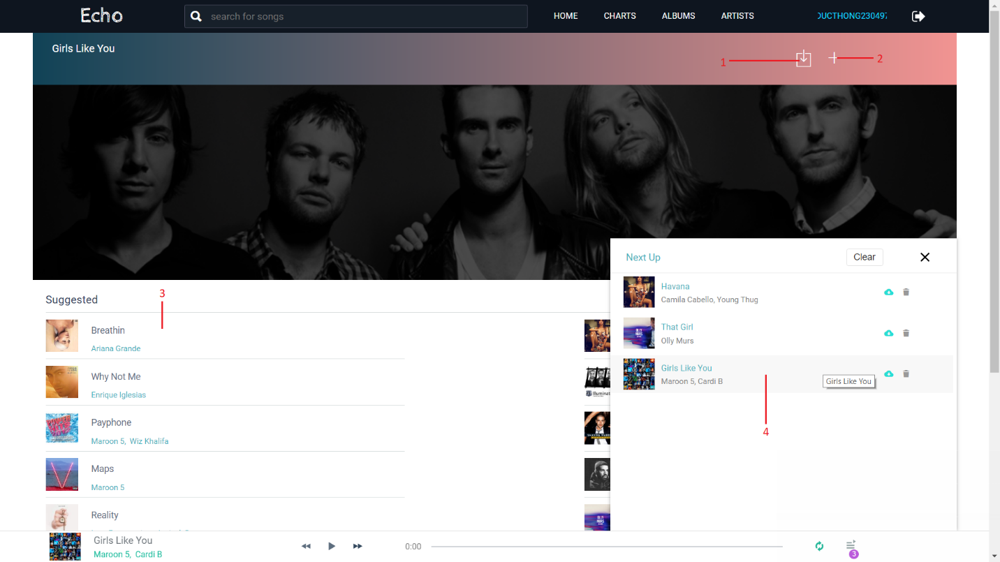 Echo
search for songs
HOME
CHARTS
ALBUMS
ARTISTS
DUCTHONG230497
Girls Like You
1
2
3
Suggested
Breathin
Ariana Grande
Why Not Me
Enrique Iglesias
Payphone
Maroon 5, Wiz Khalifa
Maps
Maroon 5
Reality
Next Up
Clear
Havana
Camila Cabello, Young Thug
That Girl
Olly Murs
Girls Like You
Maroon 5, Cardi B
Girls Like You
4
Girls Like You
Maroon 5, Cardi B
0:00
3